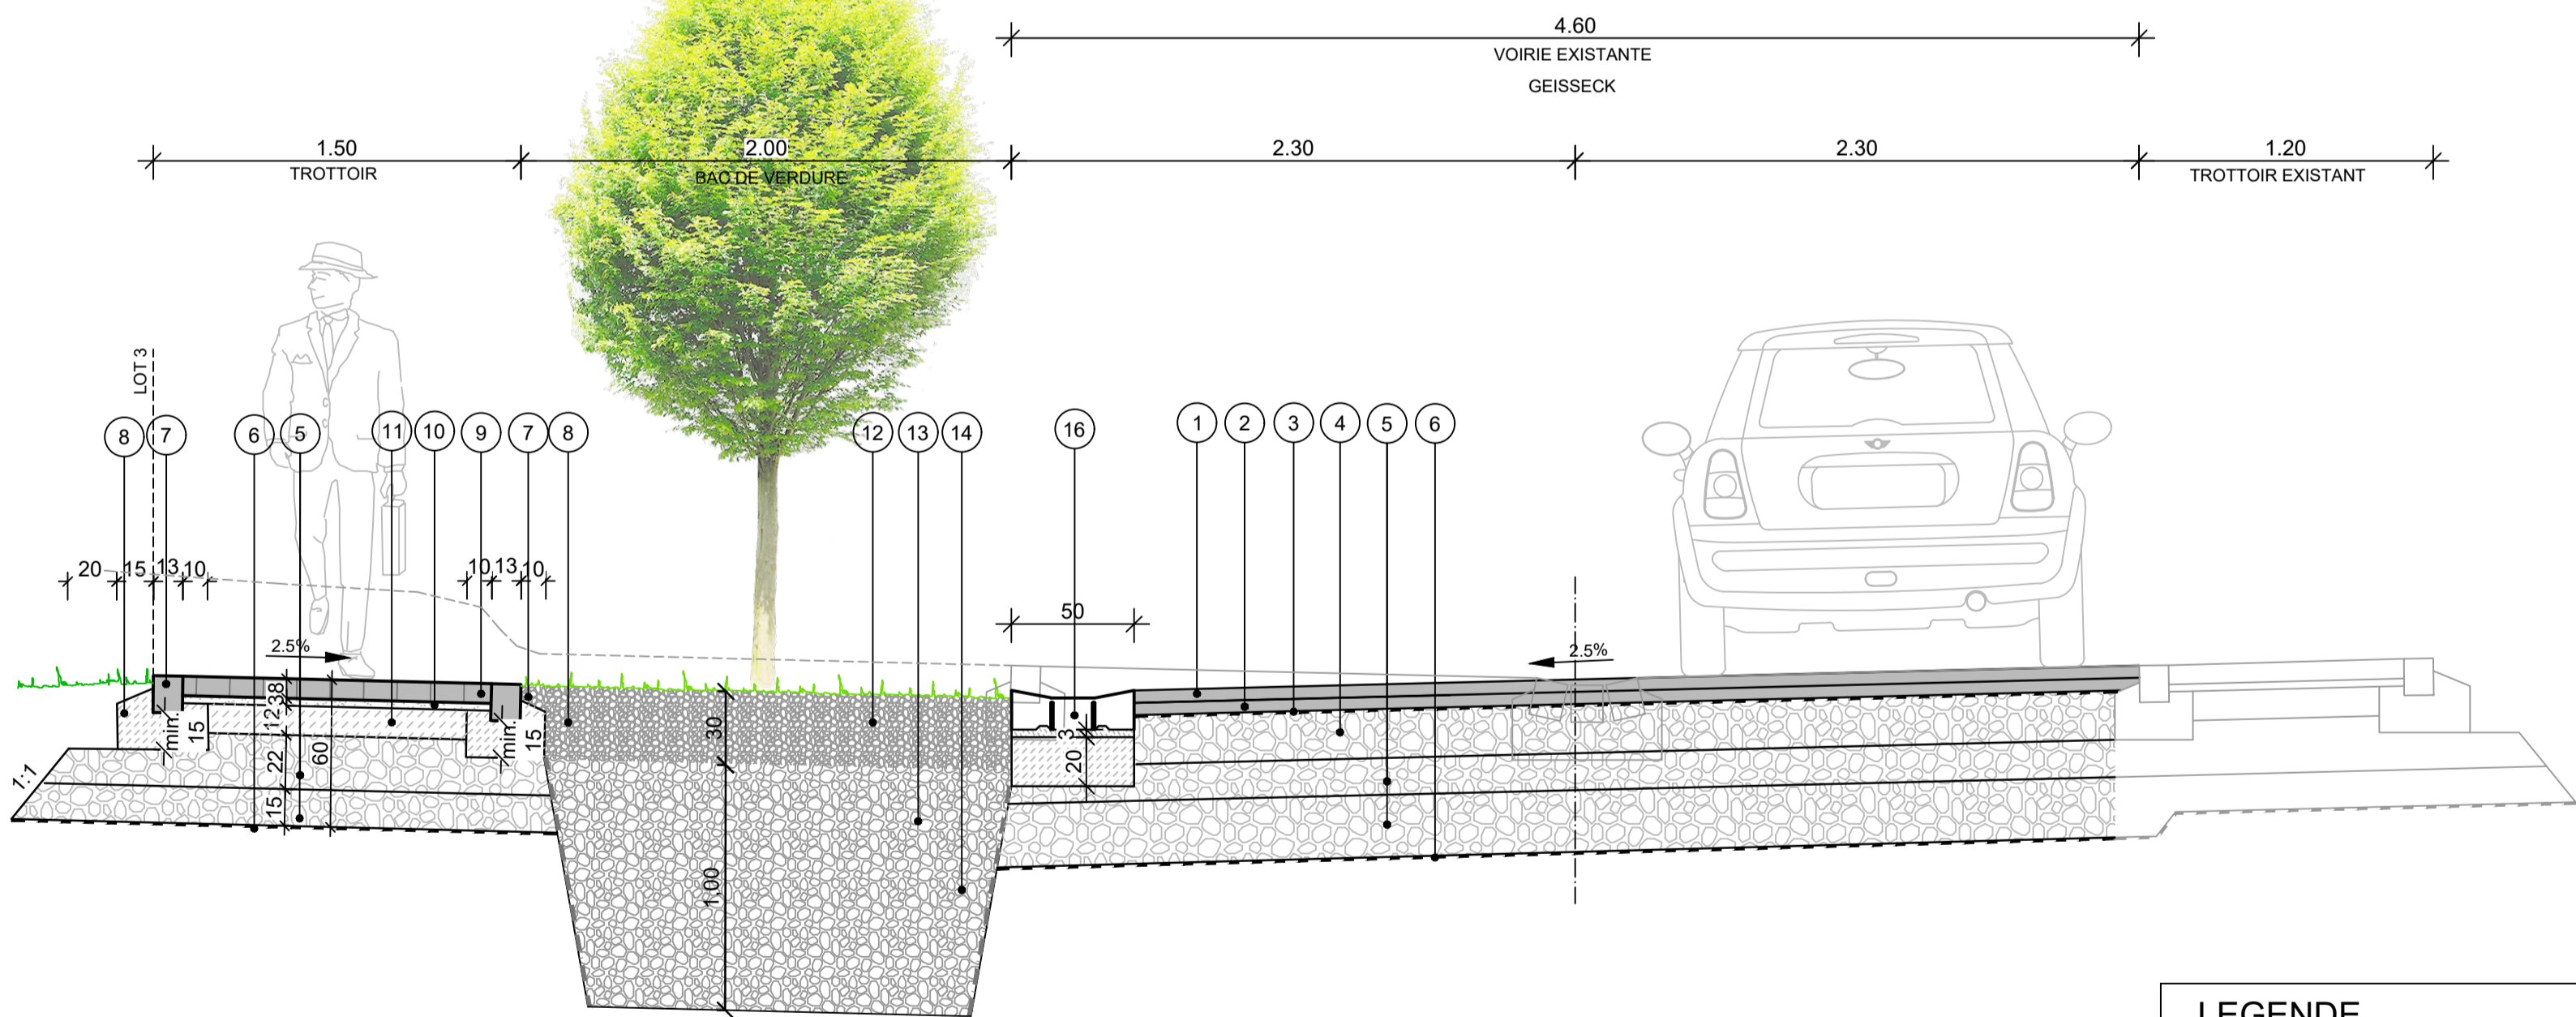 4.60
VOIRIE EXISTANTE
GEISSECK
1.50
TROTTOIR
2.00
BAC DE VERDURE
2.30
2.30
1.20
TROTTOIR EXISTANT
LOT 3
8 7 6 5 11 10 9 7 8 12 13 14 16 1 2 3 4 5 6
20 15 13 10
10 13 10
50
2.5%
2.5%
1:1
min. 15
3 8
12
22
15
60
min. 15
30
1,00
3
20
LEGENDE